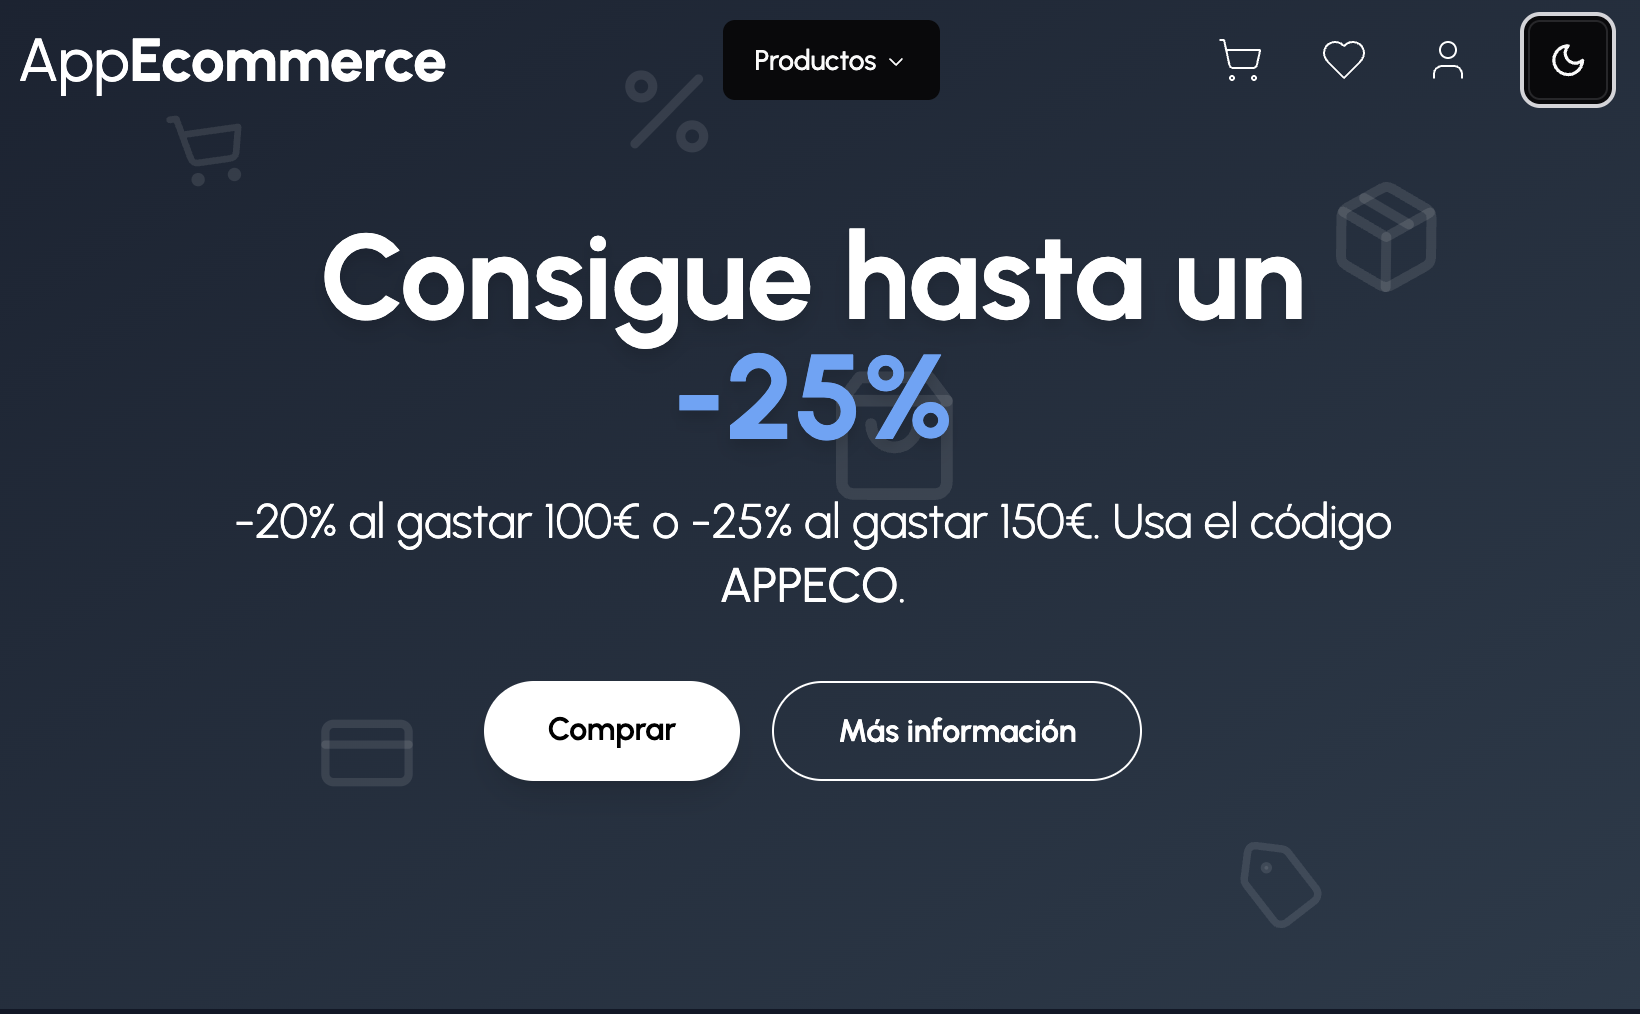 AppEcommerce
Productos
Consigue hasta un
-25%
-20% al gastar 100€ o -25% al gastar 150€. Usa el código
APPECO.
Comprar
Más información